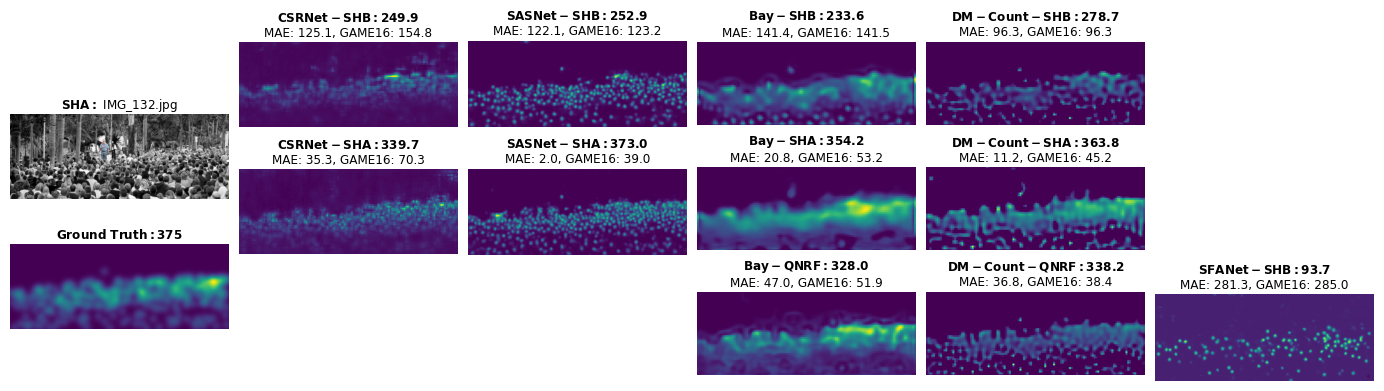 SHA: IMG_132.jpg
Ground Truth: 375
CSRNet-SHB: 249.9
MAE: 125.1, GAME16: 154.8
SASNet-SHB: 252.9
MAE: 122.1, GAME16: 123.2
Bay-SHB: 233.6
MAE: 141.4, GAME16: 141.5
DM-Count-SHB: 278.7
MAE: 96.3, GAME16: 96.3
CSRNet-SHA: 339.7
MAE: 35.3, GAME16: 70.3
SASNet-SHA: 373.0
MAE: 2.0, GAME16: 39.0
Bay-SHA: 354.2
MAE: 20.8, GAME16: 53.2
DM-Count-SHA: 363.8
MAE: 11.2, GAME16: 45.2
Bay-QNRF: 328.0
MAE: 47.0, GAME16: 51.9
DM-Count-QNRF: 338.2
MAE: 36.8, GAME16: 38.4
SFANet-SHB: 93.7
MAE: 281.3, GAME16: 285.0